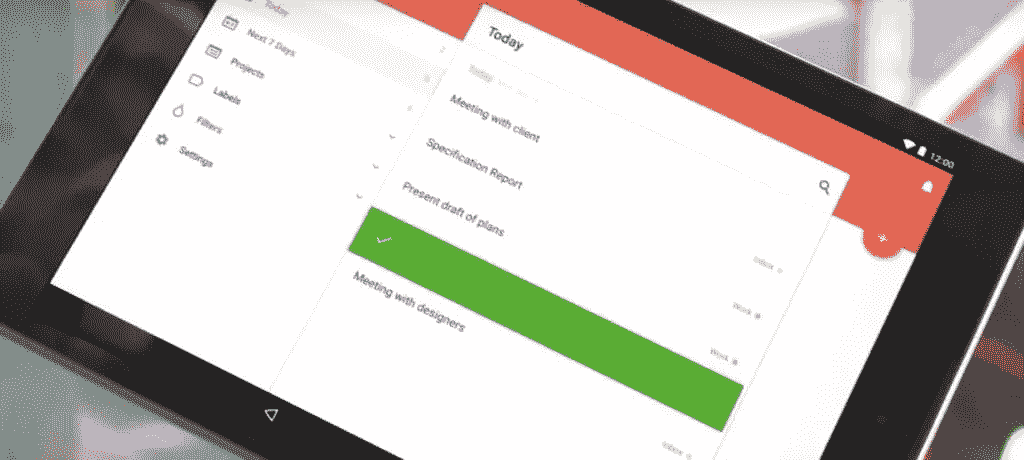 12:00
Today
Next 7 Days
Projects
Labels
Filters
Settings
Today
Today
Meeting with client
Inbox
Specification Report
Work
Present draft of plans
Work
Meeting with designers
Inbox